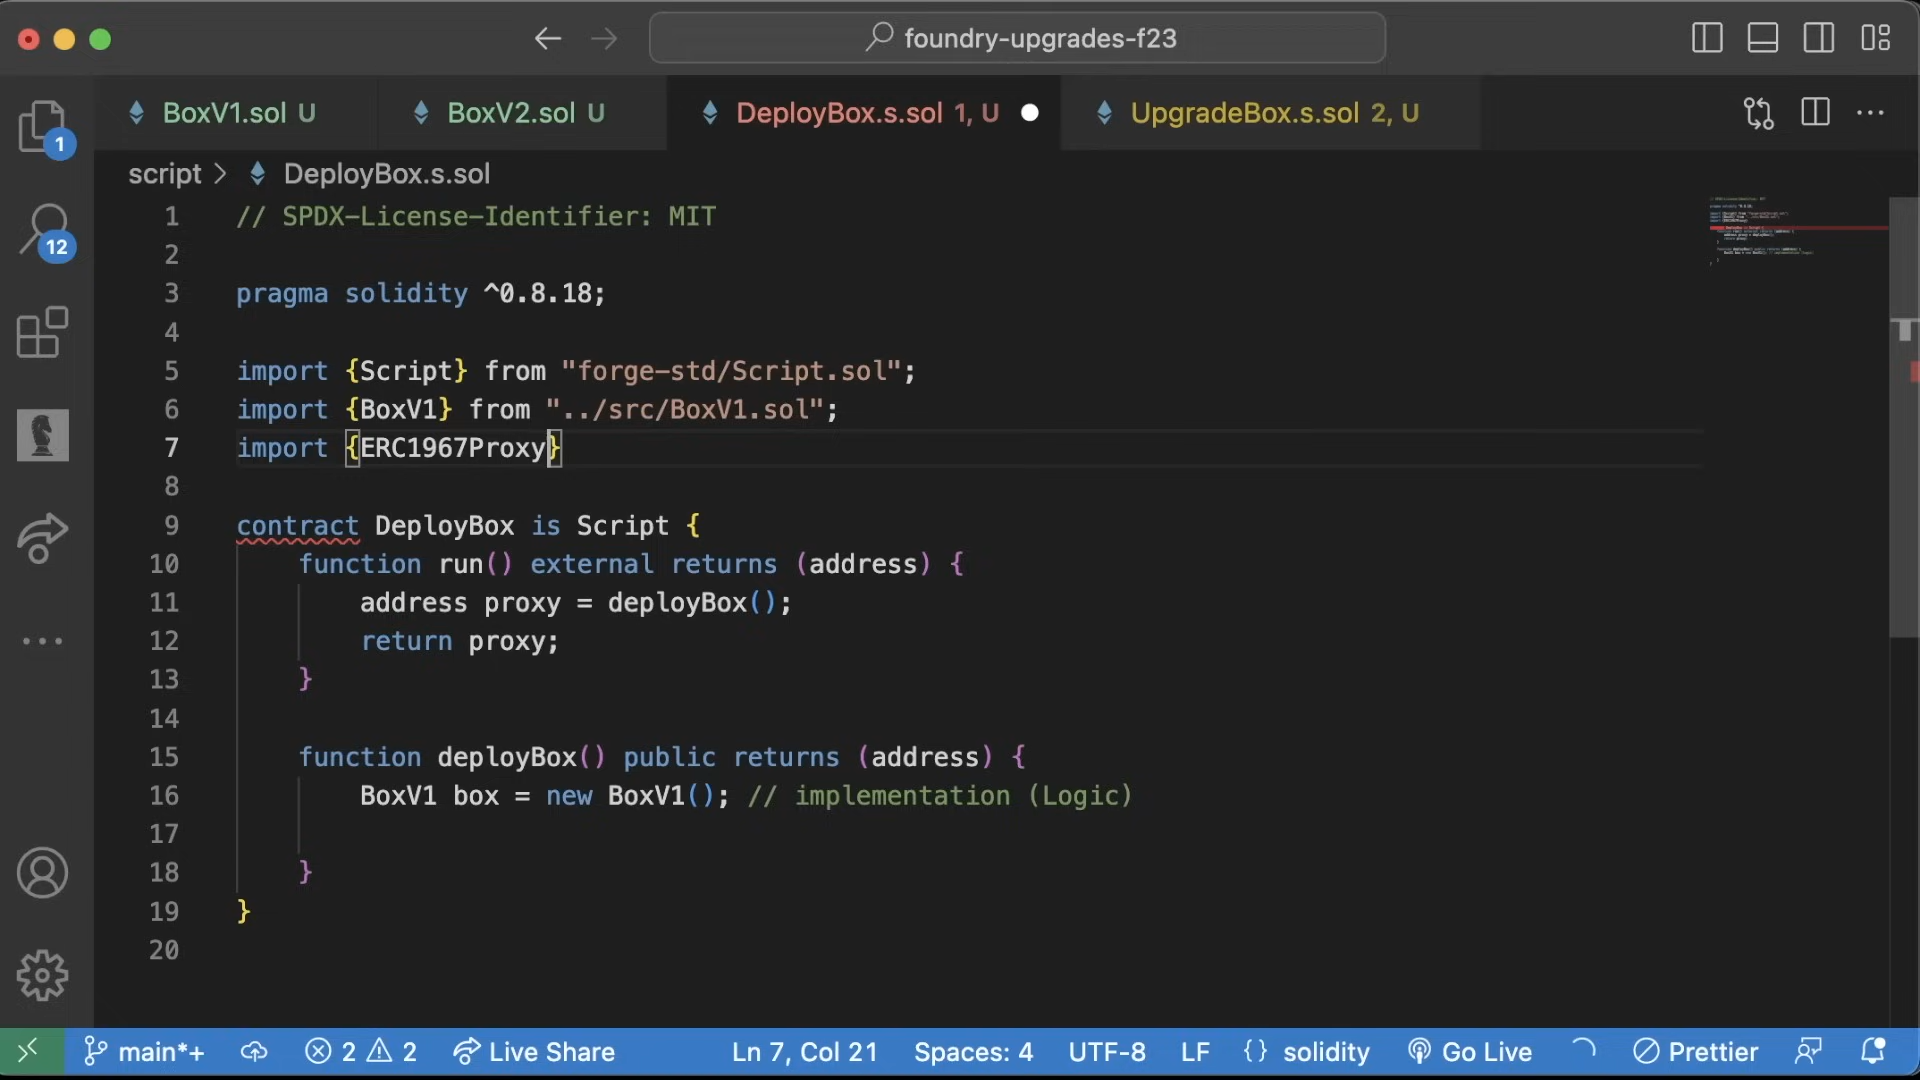 foundry-upgrades-f23
BoxV1.sol U
BoxV2.sol U
DeployBox.s.sol 1, U
UpgradeBox.s.sol 2, U
1
12
script > DeployBox.s.sol
1 // SPDX-License-Identifier: MIT
2
3 pragma solidity ^0.8.18;
4
5 import {Script} from "forge-std/Script.sol";
6 import {BoxV1} from "../src/BoxV1.sol";
7 import {ERC1967Proxy}
8
9 contract DeployBox is Script {
10 function run() external returns (address) {
11 address proxy = deployBox();
12 return proxy;
13 }
14
15 function deployBox() public returns (address) {
16 BoxV1 box = new BoxV1(); // implementation (Logic)
17
18 }
19 }
20
main*+ 2 2 Live Share Ln 7, Col 21 Spaces: 4 UTF-8 LF {} solidity Go Live Prettier